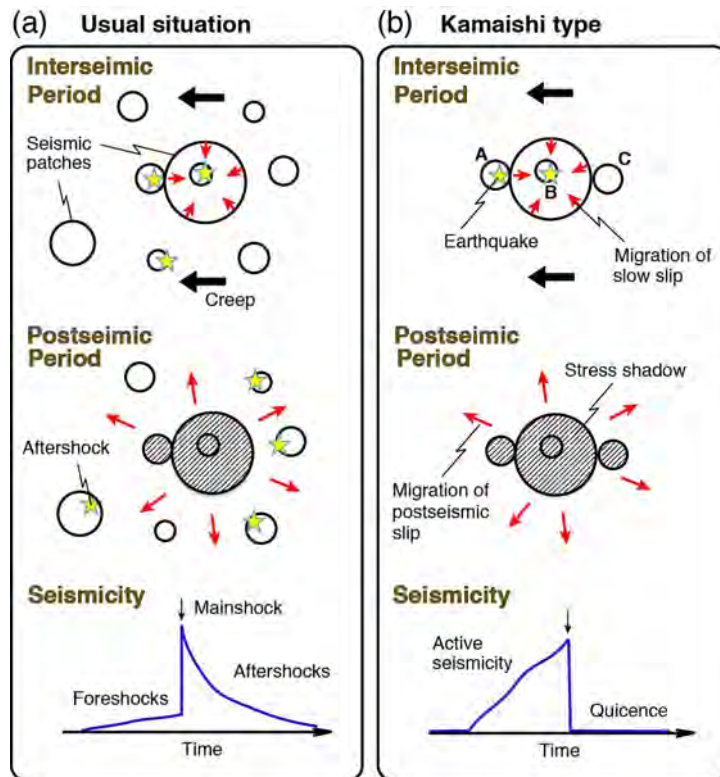 (a) Usual situation
Interseimic
Period
Seismic
patches
Creep
Postseimic
Period
Aftershock
Seismicity
Mainshock
Foreshocks
Aftershocks
Time
(b) Kamaishi type
Interseimic
Period
A
B
C
Earthquake
Migration of
slow slip
Postseimic
Period
Stress shadow
Migration of
postseismic
slip
Seismicity
Active
seismicity
Quicence
Time